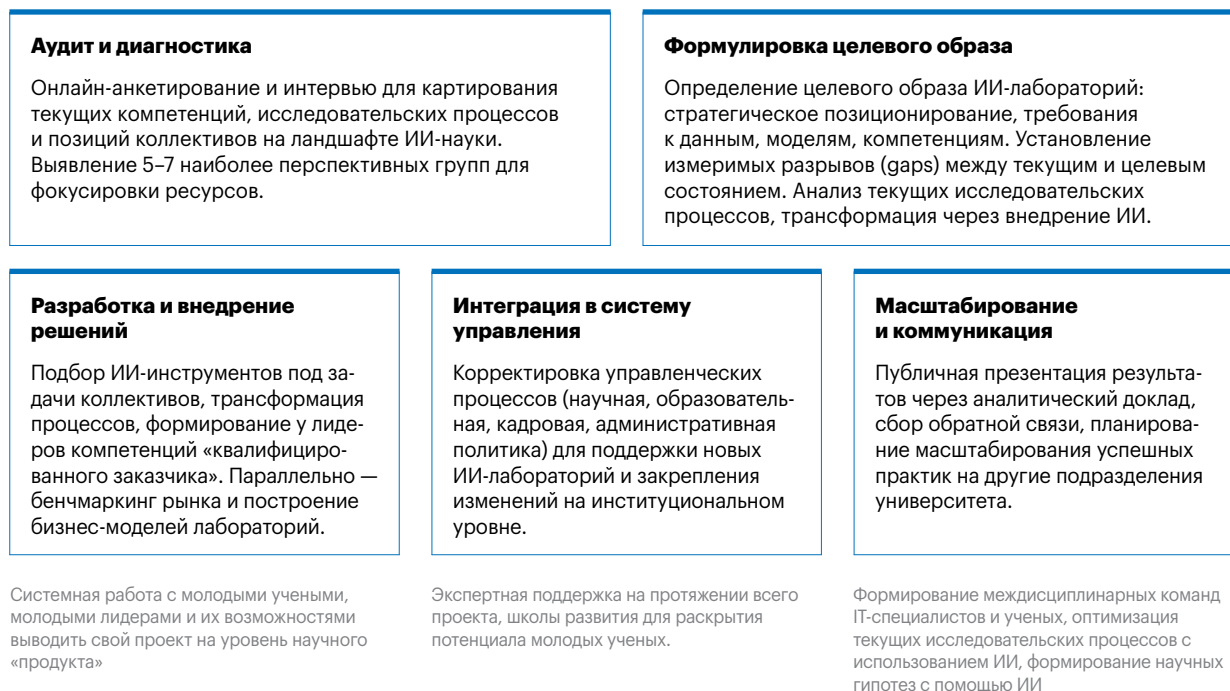 Аудит и диагностика
Онлайн-анкетирование и интервью для картирования
текущих компетенций, исследовательских процессов
и позиций коллективов на ландшафте ИИ-науки.
Выявление 5–7 наиболее перспективных групп для
фокусировки ресурсов.
Формулировка целевого образа
Определение целевого образа ИИ-лабораторий:
стратегическое позиционирование, требования
к данным, моделям, компетенциям. Установление
измеримых разрывов (gaps) между текущим и целевым
состоянием. Анализ текущих исследовательских
процессов, трансформация через внедрение ИИ.
Разработка и внедрение
решений
Подбор ИИ-инструментов под за-
дачи коллективов, трансформация
процессов, формирование у лиде-
ров компетенций «квалифициро-
ванного заказчика». Параллельно —
бенчмаркинг рынка и построение
бизнес-моделей лабораторий.
Интеграция в систему
управления
Корректировка управленческих
процессов (научная, образователь-
ная, кадровая, административная
политика) для поддержки новых
ИИ-лабораторий и закрепления
изменений на институциональном
уровне.
Масштабирование
и коммуникация
Публичная презентация результа-
тов через аналитический доклад,
сбор обратной связи, планирова-
ние масштабирования успешных
практик на другие подразделения
университета.
Системная работа с молодыми учеными,
молодыми лидерами и их возможностями
выводить свой проект на уровень научного
«продукта»
Экспертная поддержка на протяжении всего
проекта, школы развития для раскрытия
потенциала молодых ученых.
Формирование междисциплинарных команд
IT-специалистов и ученых, оптимизация
текущих исследовательских процессов с
использованием ИИ, формирование научных
гипотез с помощью ИИ